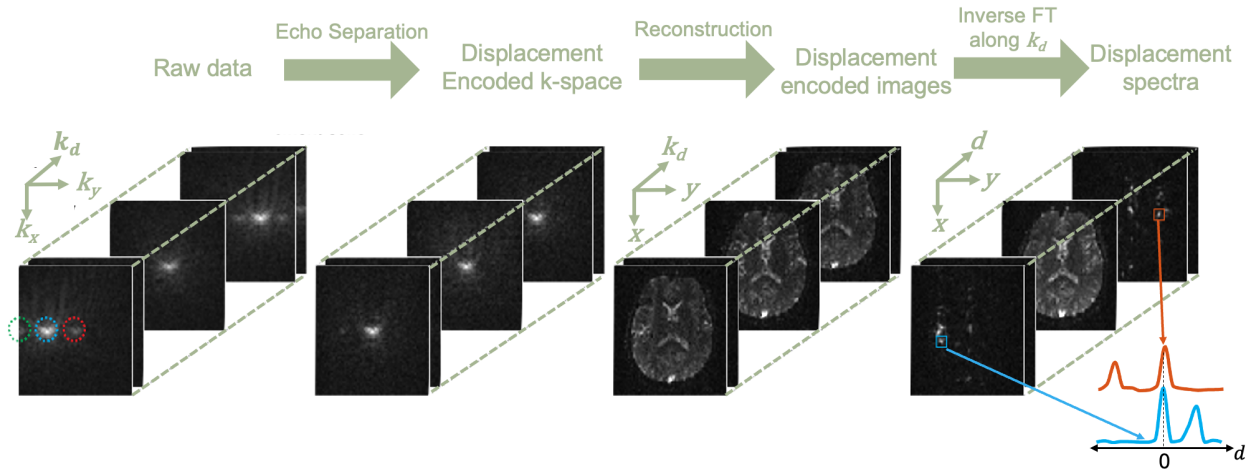 Raw data
Echo Separation
Displacement
Encoded k-space
Reconstruction
Displacement
encoded images
Inverse FT
along k_d
Displacement
spectra
k_d
k_y
k_x
k_d
y
x
d
y
x
0
d